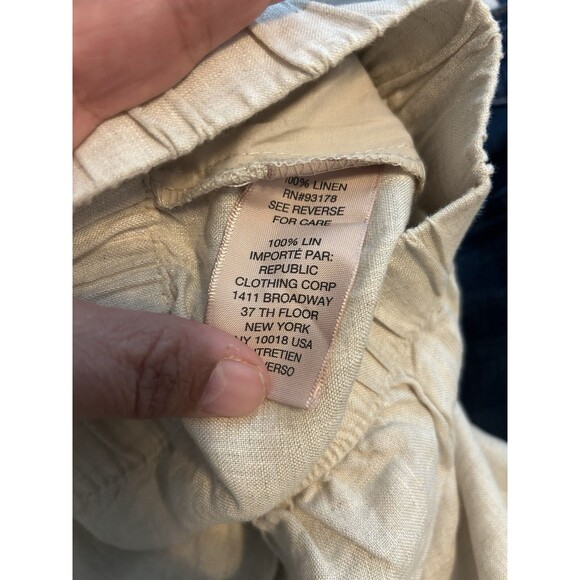 100% LINEN
RN#93178
SEE REVERSE
FOR CARE
100% LIN
IMPORTÉ PAR:
REPUBLIC
CLOTHING CORP
1411 BROADWAY
37 TH FLOOR
NEW YORK
NY 10018 USA